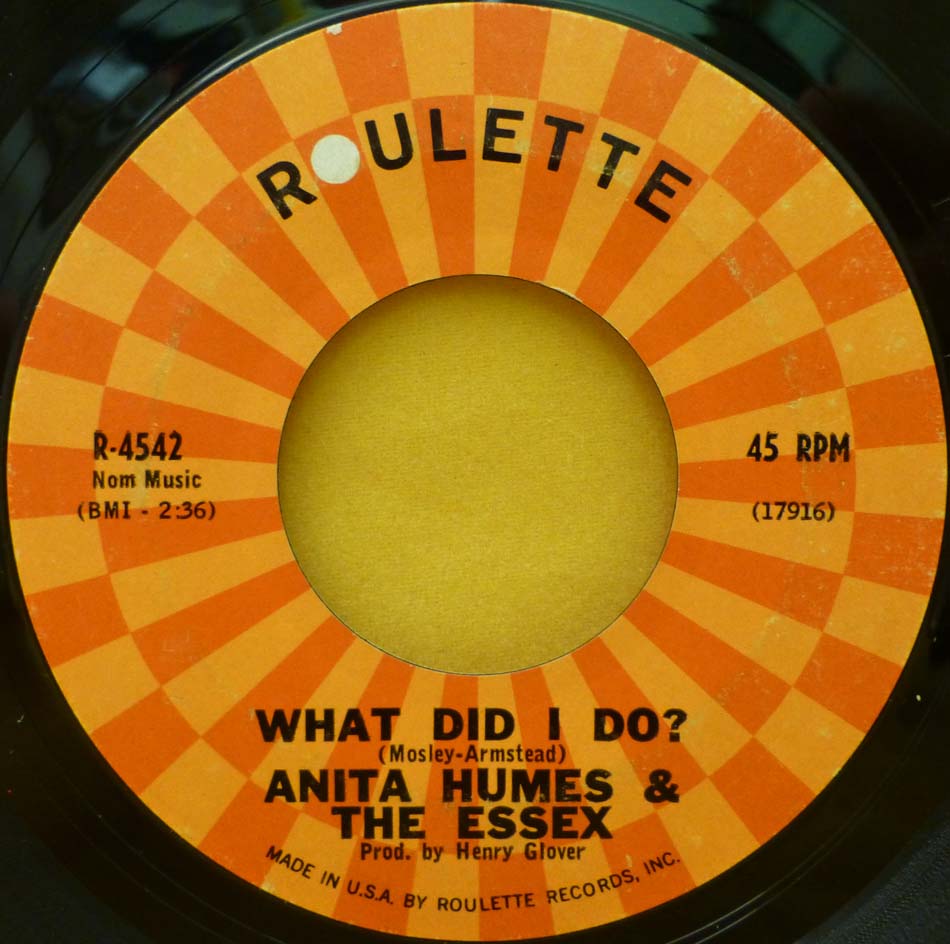 ROULETTE
R-4542
Nom Music
(BMI - 2:36)
45 RPM
(17916)
WHAT DID I DO?
(Mosley-Armstead)
ANITA HUMES &
THE ESSEX
Prod. by Henry Glover
MADE IN U.S.A. BY ROULETTE RECORDS, INC.